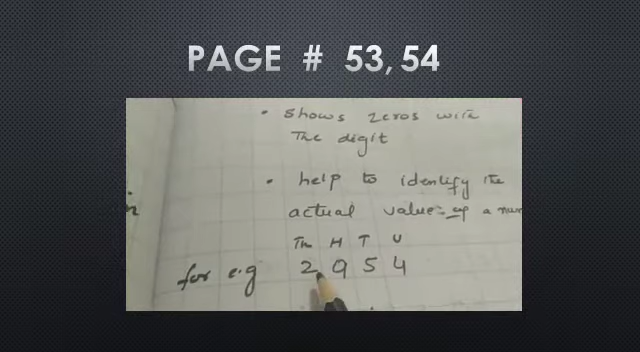 PAGE # 53, 54
• shows zeros with
The digit
• help to identify the
actual value of a
Th H T U
for e.g 2 9 5 4